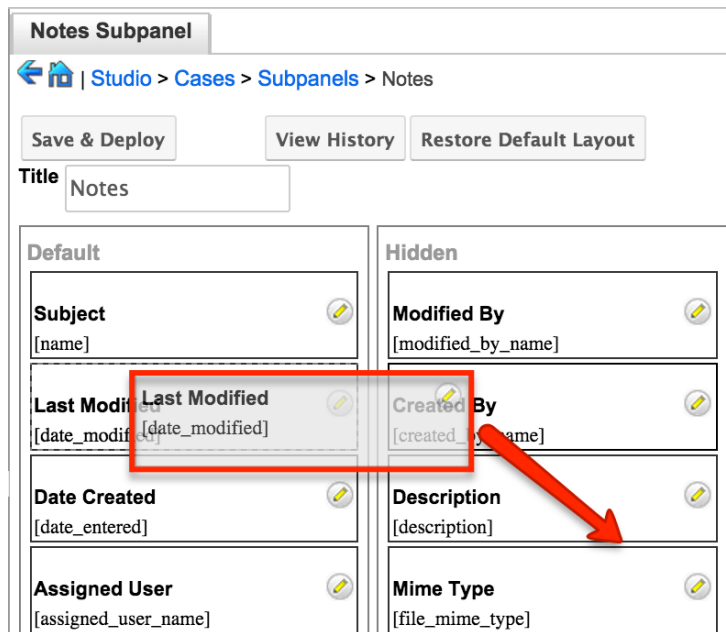 Notes Subpanel
| Studio > Cases > Subpanels > Notes
Save & Deploy View History Restore Default Layout
Title Notes
Default
Subject
[name]
Last Modified
[date_modified]
Last Modified
[date_modified]
Date Created
[date_entered]
Assigned User
[assigned_user_name]
Hidden
Modified By
[modified_by_name]
Created By
[created_by_name]
Description
[description]
Mime Type
[file_mime_type]